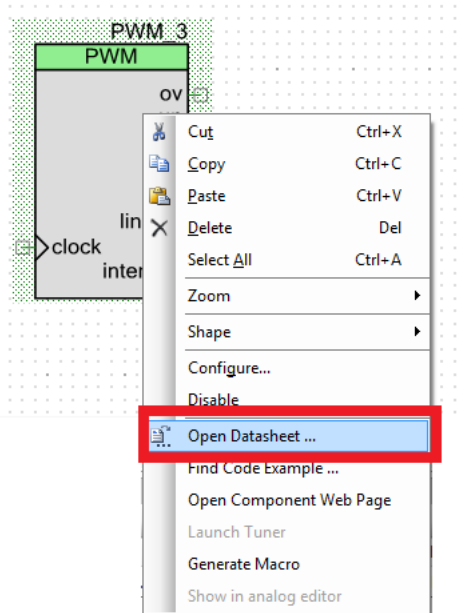 PWM_3
PWM
ov
lin
clock
inter
Cut Ctrl+X
Copy Ctrl+C
Paste Ctrl+V
Delete Del
Select All Ctrl+A
Zoom
Shape
Configure...
Disable
Open Datasheet ...
Find Code Example ...
Open Component Web Page
Launch Tuner
Generate Macro
Show in analog editor